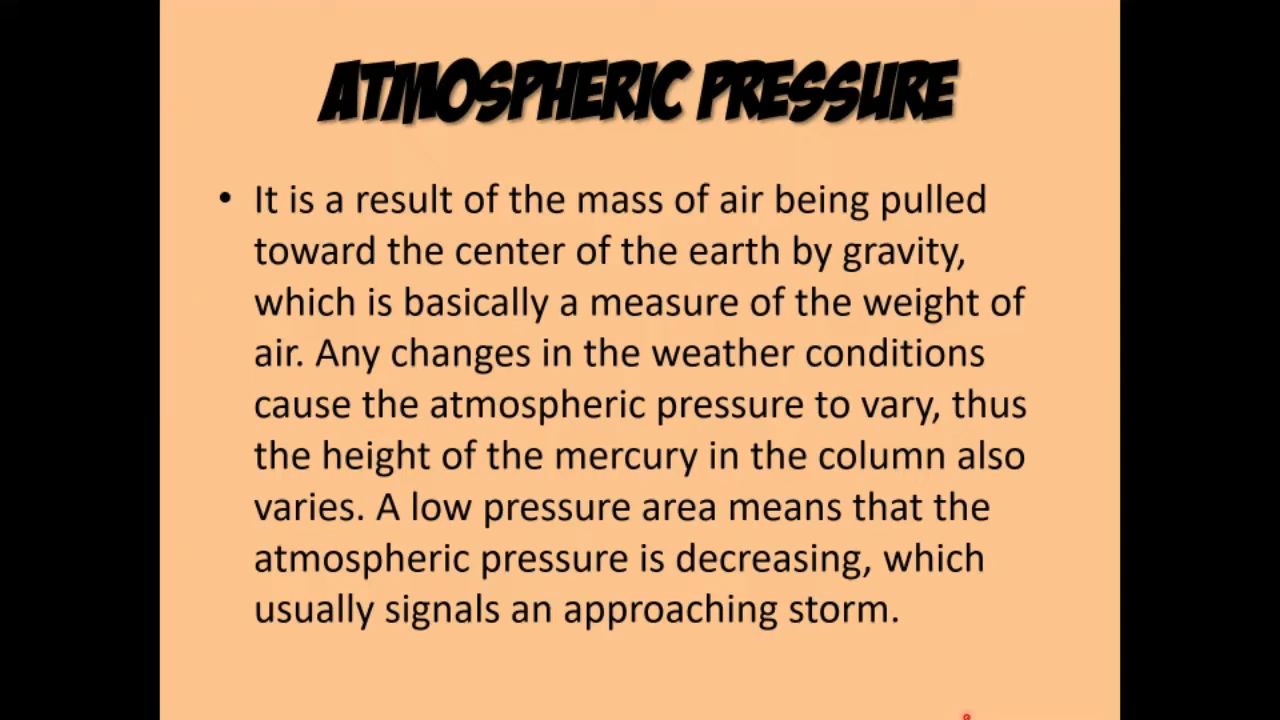 ATMOSPHERIC PRESSURE
• It is a result of the mass of air being pulled
toward the center of the earth by gravity,
which is basically a measure of the weight of
air. Any changes in the weather conditions
cause the atmospheric pressure to vary, thus
the height of the mercury in the column also
varies. A low pressure area means that the
atmospheric pressure is decreasing, which
usually signals an approaching storm.